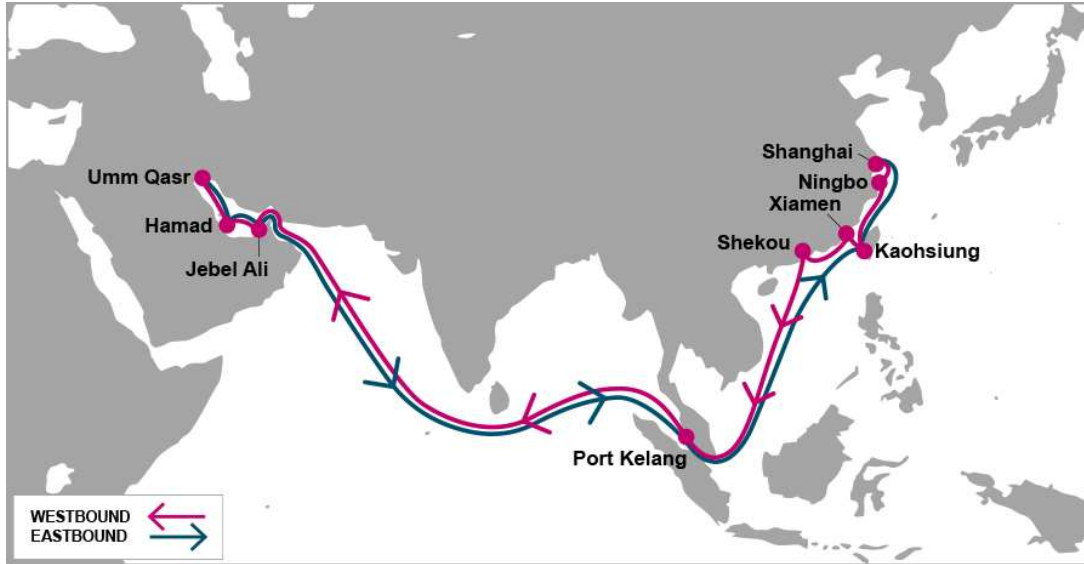 Shanghai
Umm Qasr
Ningbo
Xiamen
Hamad
Shekou
Kaohsiung
Jebel Ali
Port Kelang
WESTBOUND
EASTBOUND